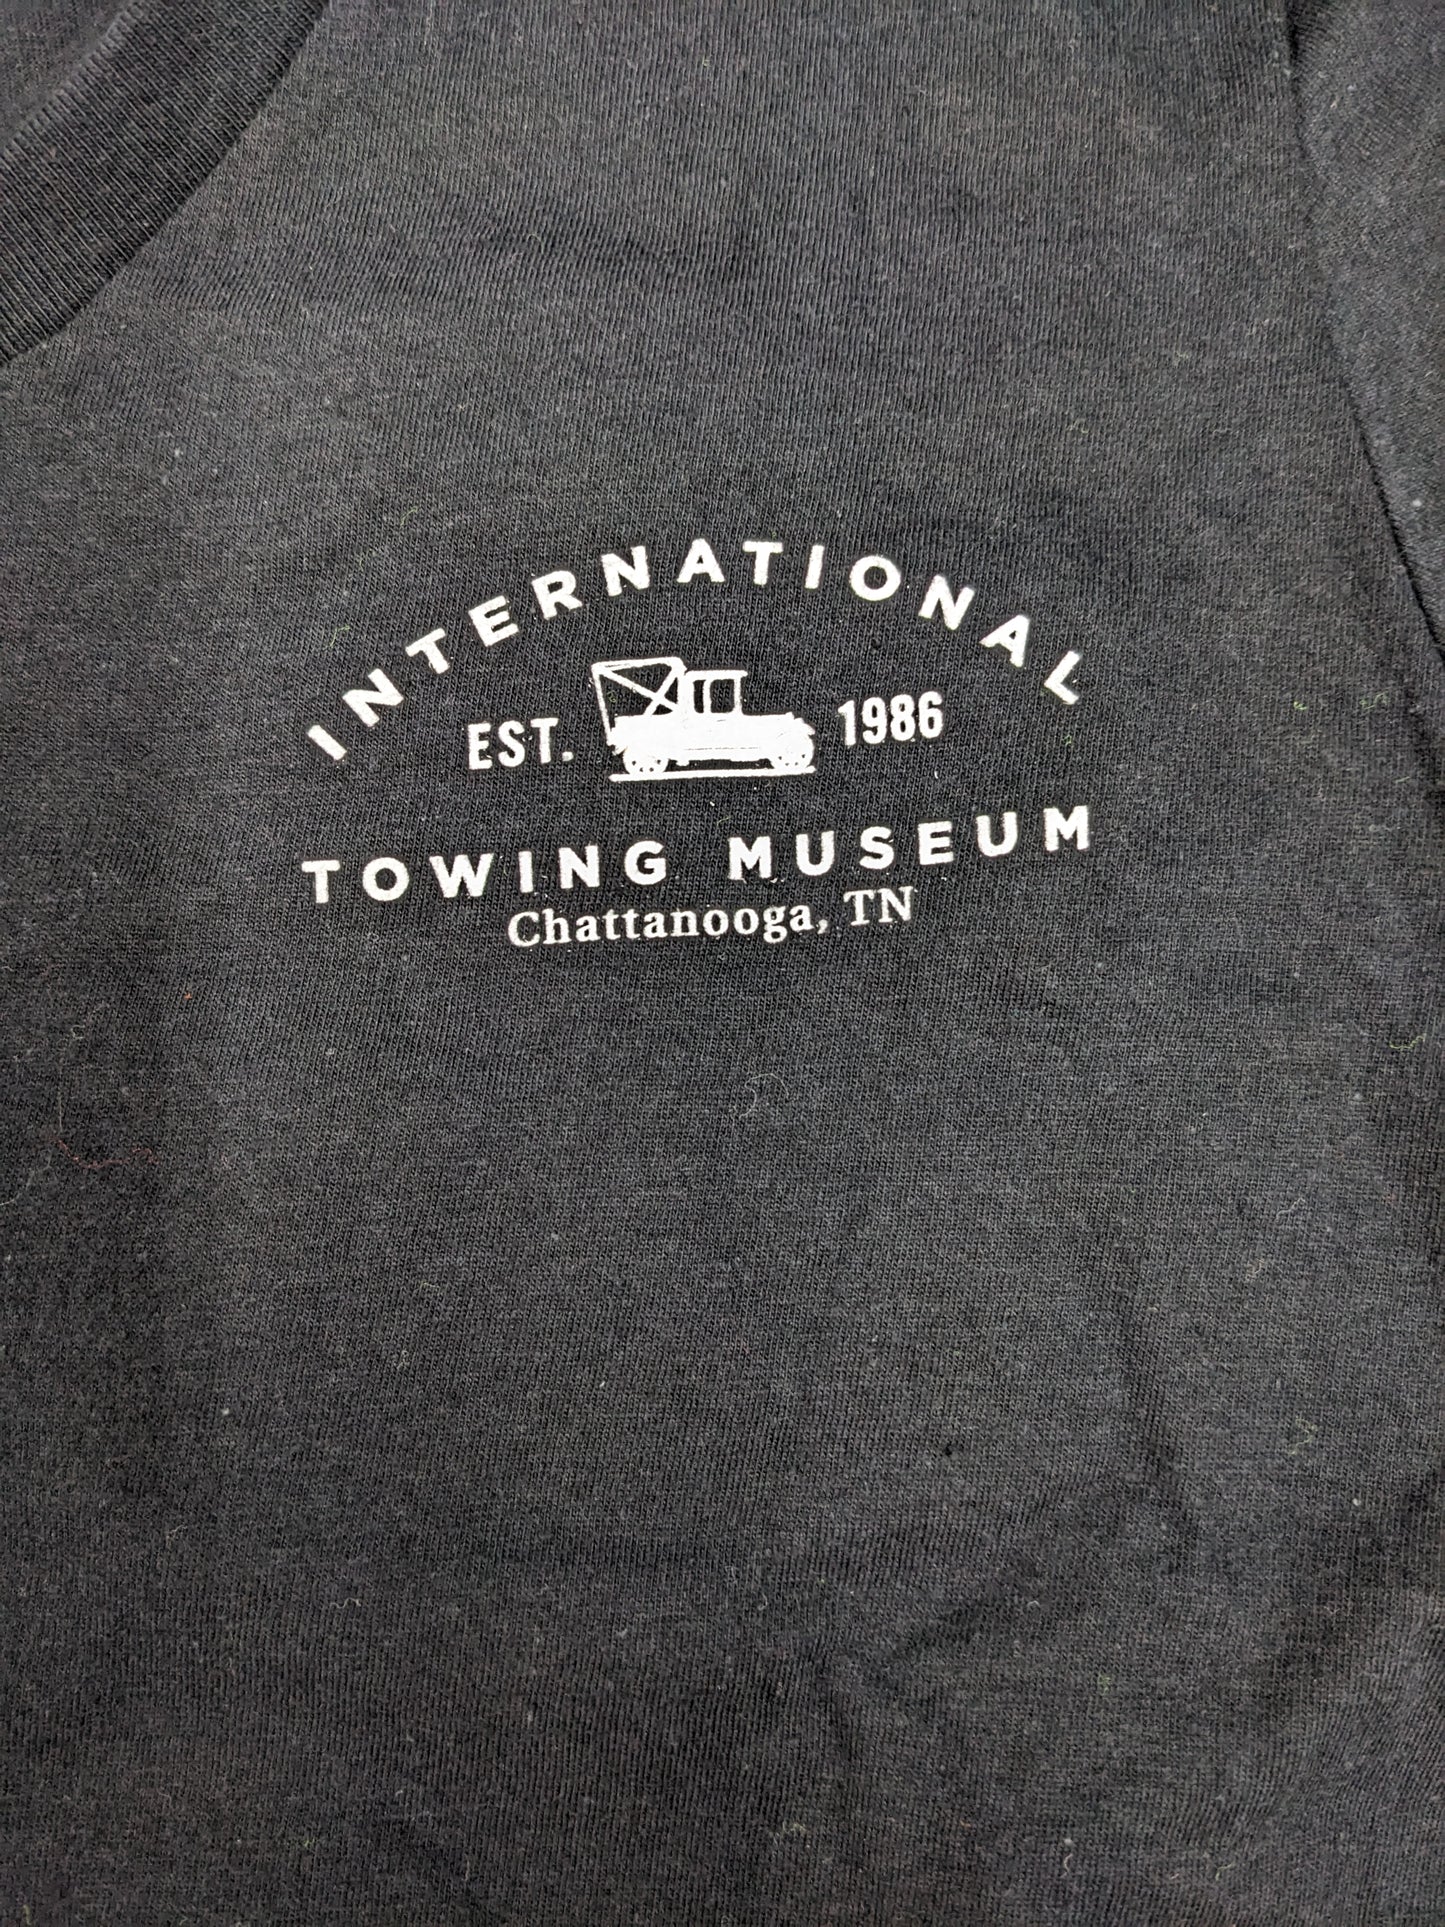 INTERNATIONAL
EST. 1986
TOWING MUSEUM
Chattanooga, TN